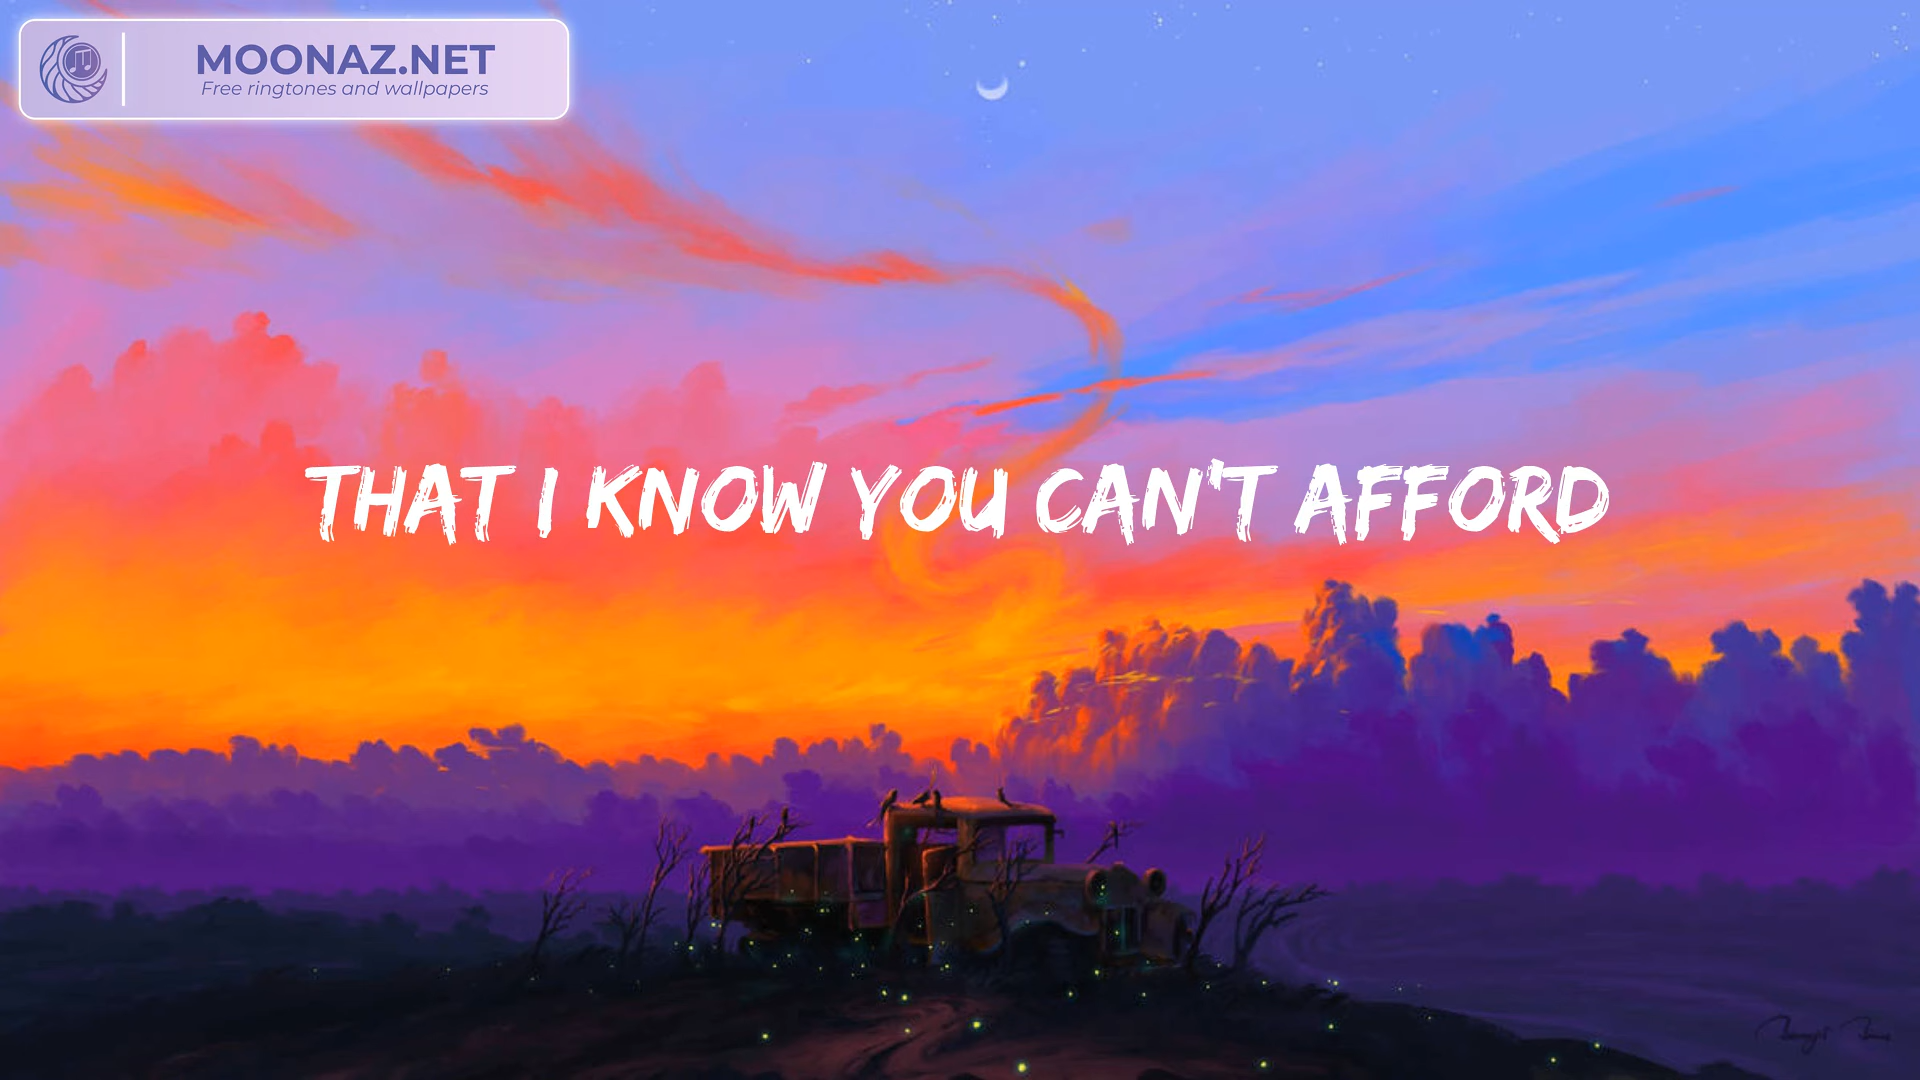 MOONAZ.NET
Free ringtones and wallpapers
THAT I KNOW YOU CAN'T AFFORD